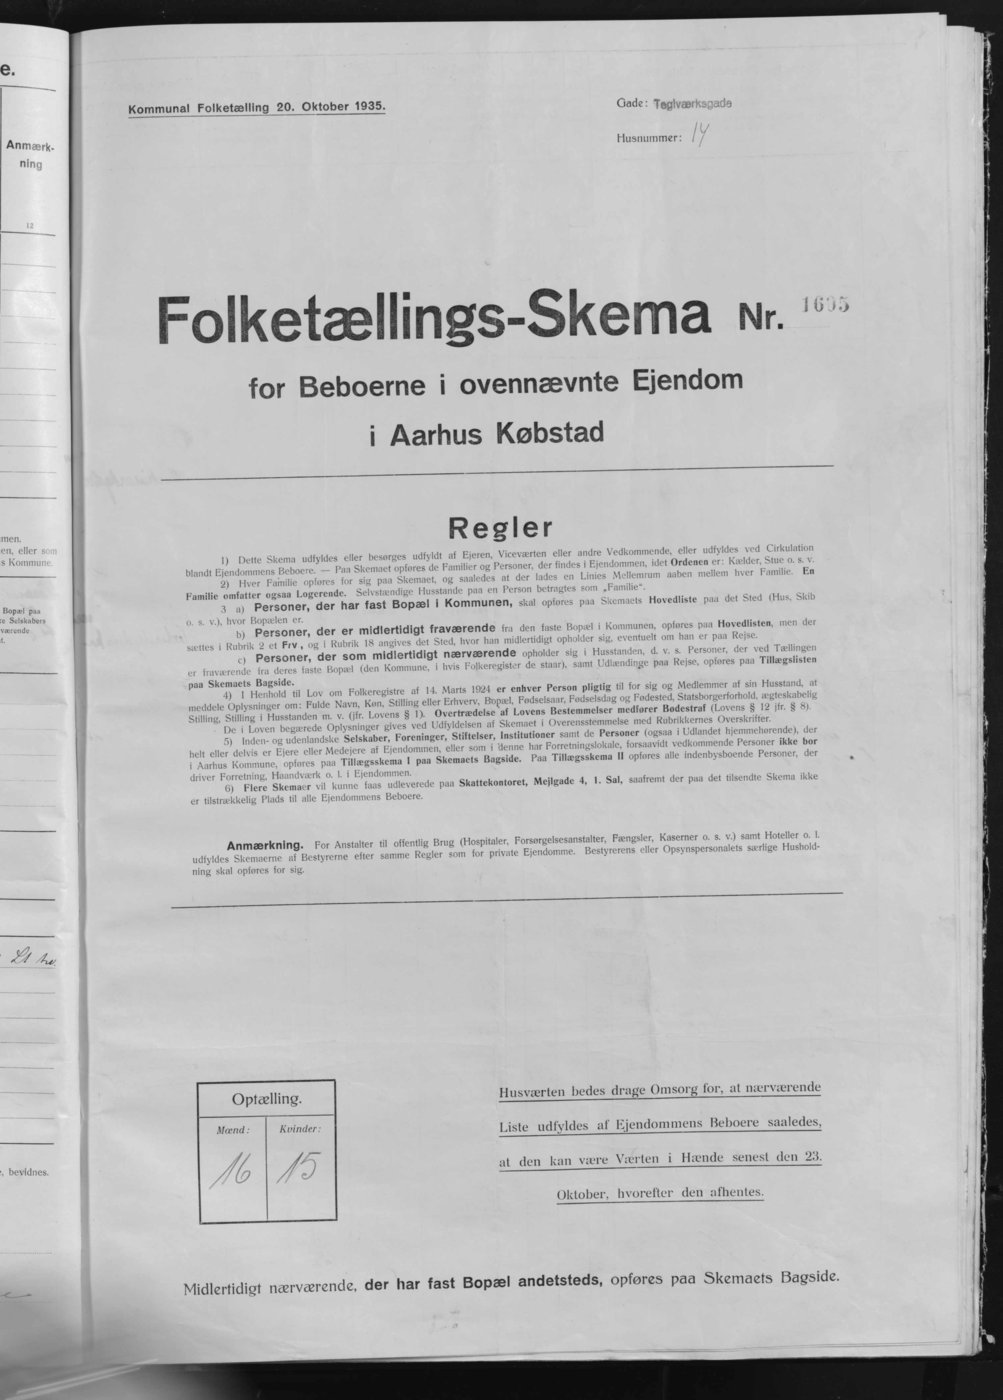 e.
Anmærk-
ning
12
men.
en, eller som
s Kommune.
Bopæl paa
re Selskabers
værende
Lt hv.
, bevidnes.
Kommunal Folketælling 20. Oktober 1935.
Gade: Teglværksgade
Husnummer: 14
Folketællings-Skema Nr. 1695
for Beboerne i ovennævnte Ejendom
i Aarhus Købstad
Regler
1) Dette Skema udfyldes eller besørges udfyldt af Ejeren, Viceværten eller andre Vedkommende, eller udfyldes ved Cirkulation
blandt Ejendommens Beboere. — Paa Skemaet opføres de Familier og Personer, der findes i Ejendommen, idet Ordenen er: Kælder, Stue o. s. v.
2) Hver Familie opføres for sig paa Skemaet, og saaledes at der lades en Linies Mellemrum aaben mellem hver Familie. En
Familie omfatter ogsaa Logerende. Selvstændige Husstande paa en Person betragtes som „Familie".
3 a) Personer, der har fast Bopæl i Kommunen, skal opføres paa Skemaets Hovedliste paa det Sted (Hus, Skib
o. s. v.), hvor Bopælen er.
b) Personer, der er midlertidigt fraværende fra den faste Bopæl i Kommunen, opføres paa Hovedlisten, men der
sættes i Rubrik 2 et Frv, og i Rubrik 18 angives det Sted, hvor han midlertidigt opholder sig, eventuelt om han er paa Rejse.
c) Personer, der som midlertidigt nærværende opholder sig i Husstanden, d. v. s. Personer, der ved Tællingen
er fraværende fra deres faste Bopæl (den Kommune, i hvis Folkeregister de staar), samt Udlændinge paa Rejse, opføres paa Tillægslisten
paa Skemaets Bagside.
4) I Henhold til Lov om Folkeregistre af 14. Marts 1924 er enhver Person pligtig til for sig og Medlemmer af sin Husstand, at
meddele Oplysninger om: Fulde Navn, Køn, Stilling eller Erhverv, Bopæl, Fødselsaar, Fødselsdag og Fødested, Statsborgerforhold, ægteskabelig
Stilling, Stilling i Husstanden m. v. (jfr. Lovens § 1). Overtrædelse af Lovens Bestemmelser medfører Bødestraf (Lovens § 12 jfr. § 8).
De i Loven begærede Oplysninger gives ved Udfyldelsen af Skemaet i Overensstemmelse med Rubrikkernes Overskrifter.
5) Inden- og udenlandske Selskaber, Foreninger, Stiftelser, Institutioner samt de Personer (ogsaa i Udlandet hjemmehørende), der
helt eller delvis er Ejere eller Medejere af Ejendommen, eller som i denne har Forretningslokale, forsaavidt vedkommende Personer ikke bor
i Aarhus Kommune, opføres paa Tillægsskema I paa Skemaets Bagside. Paa Tillægsskema II opføres alle indenbysboende Personer, der
driver Forretning, Haandværk o. l. i Ejendommen.
6) Flere Skemaer vil kunne faas udleverede paa Skattekontoret, Mejlgade 4, 1. Sal, saafremt der paa det tilsendte Skema ikke
er tilstrækkelig Plads til alle Ejendommens Beboere.
Anmærkning. For Anstalter til offentlig Brug (Hospitaler, Forsørgelsesanstalter, Fængsler, Kaserner o. s. v.) samt Hoteller o. l.
udfyldes Skemaerne af Bestyrerne efter samme Regler som for private Ejendomme. Bestyrerens eller Opsynspersonalets særlige Hushold-
ning skal opføres for sig.
Optælling.
Mænd: Kvinder:
16 15
Husværten bedes drage Omsorg for, at nærværende
Liste udfyldes af Ejendommens Beboere saaledes,
at den kan være Værten i Hænde senest den 23.
Oktober, hvorefter den afhentes.
Midlertidigt nærværende, der har fast Bopæl andetsteds, opføres paa Skemaets Bagside.